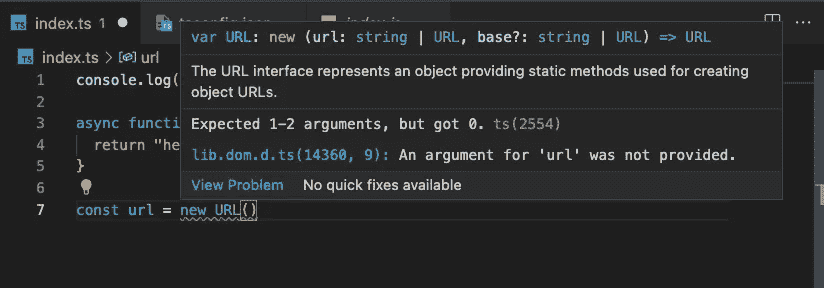 TS index.ts 1
TS index.ts > url
var URL: new (url: string | URL, base?: string | URL) => URL
The URL interface represents an object providing static methods used for creating
object URLs.
Expected 1-2 arguments, but got 0. ts(2554)
lib.dom.d.ts(14360, 9): An argument for 'url' was not provided.
View Problem No quick fixes available
1 console.log(
2
3 async functi
4 return "he
5 }
6
7 const url = new URL()